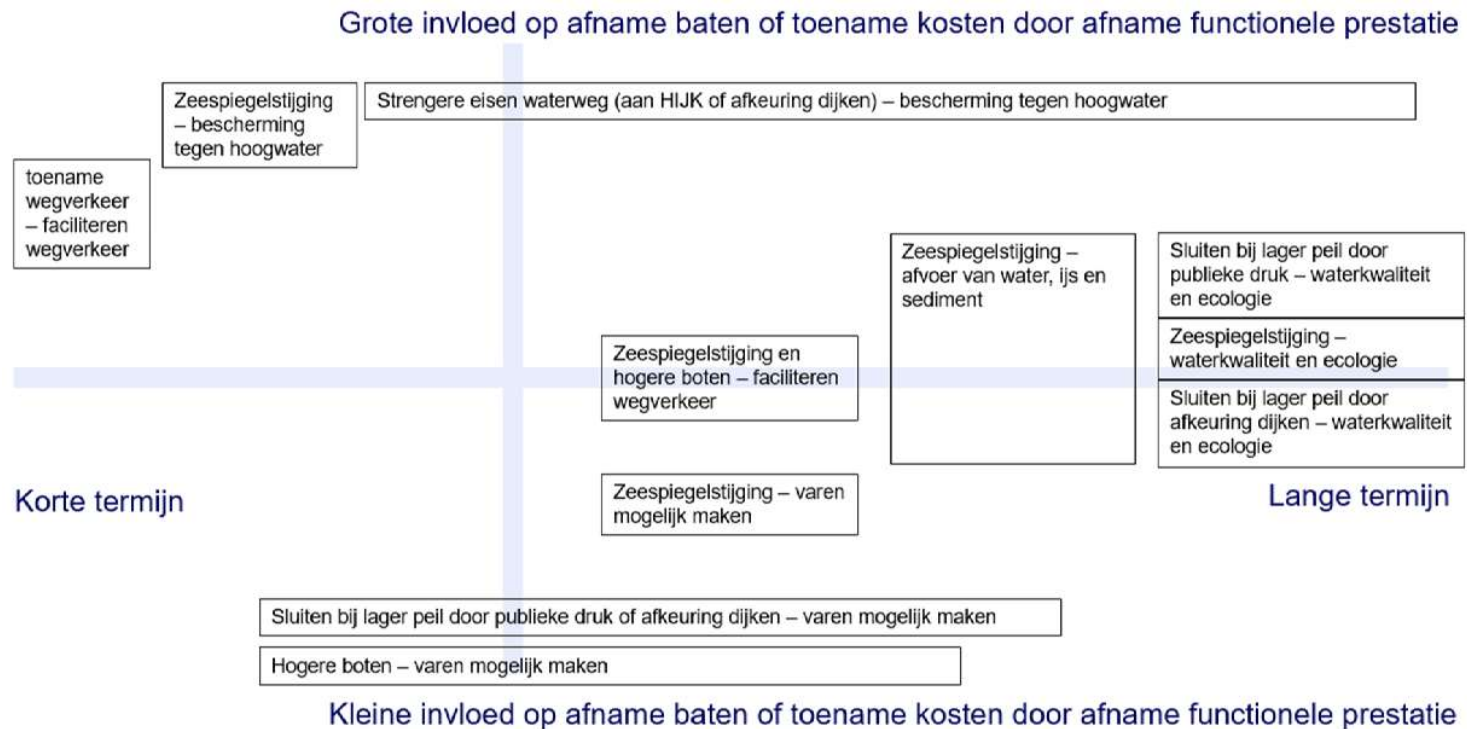 Grote invloed op afname baten of toename kosten door afname functionele prestatie
Zeespiegelstijging
– bescherming
tegen hoogwater
Strengere eisen waterweg (aan HIJK of afkeuring dijken) – bescherming tegen hoogwater
toename
wegverkeer
– faciliteren
wegverkeer
Zeespiegelstijging –
afvoer van water, ijs en
sediment
Sluiten bij lager peil door
publieke druk – waterkwaliteit
en ecologie
Zeespiegelstijging en
hogere boten – faciliteren
wegverkeer
Zeespiegelstijging –
waterkwaliteit en ecologie
Sluiten bij lager peil door
afkeuring dijken – waterkwaliteit
en ecologie
Korte termijn
Zeespiegelstijging – varen
mogelijk maken
Lange termijn
Sluiten bij lager peil door publieke druk of afkeuring dijken – varen mogelijk maken
Hogere boten – varen mogelijk maken
Kleine invloed op afname baten of toename kosten door afname functionele prestatie